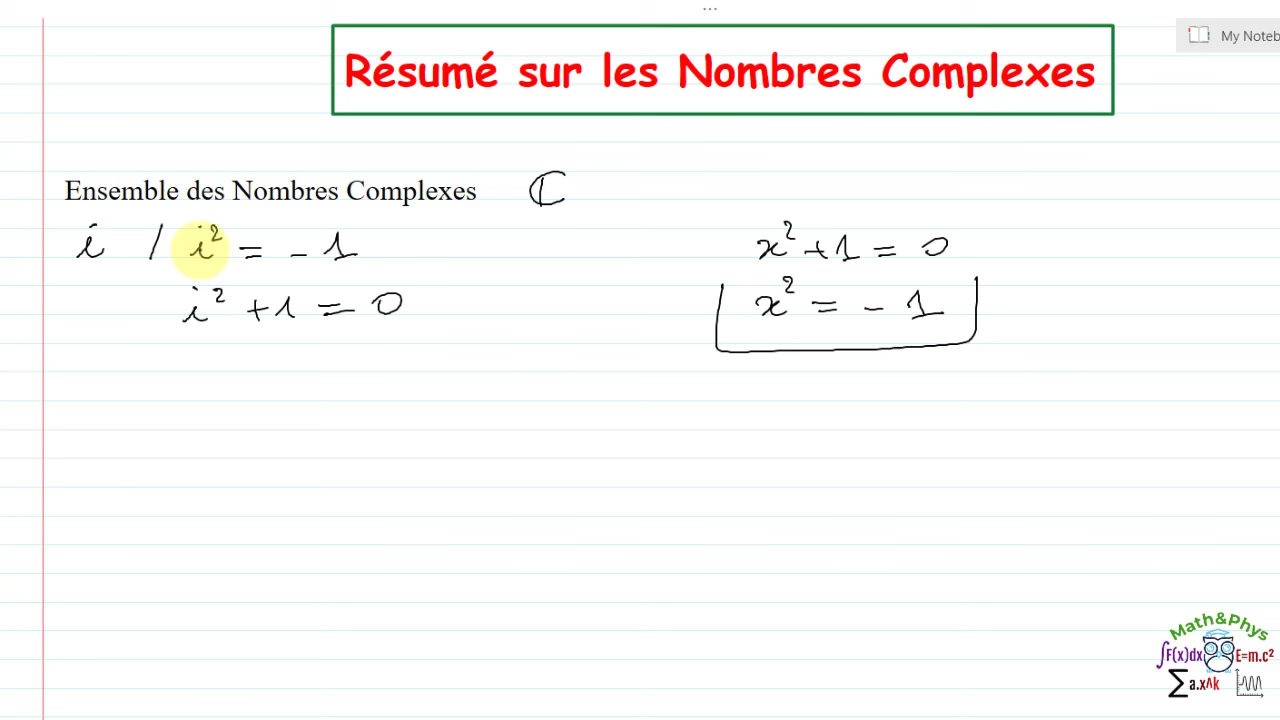 ...
My Noteb
Résumé sur les Nombres Complexes
Ensemble des Nombres Complexes ℂ
i / i² = - 1
i² + 1 = 0
x² + 1 = 0
x² = - 1
Math&Phys
∫F(x)dx E=m.c²
∑ a.x^k